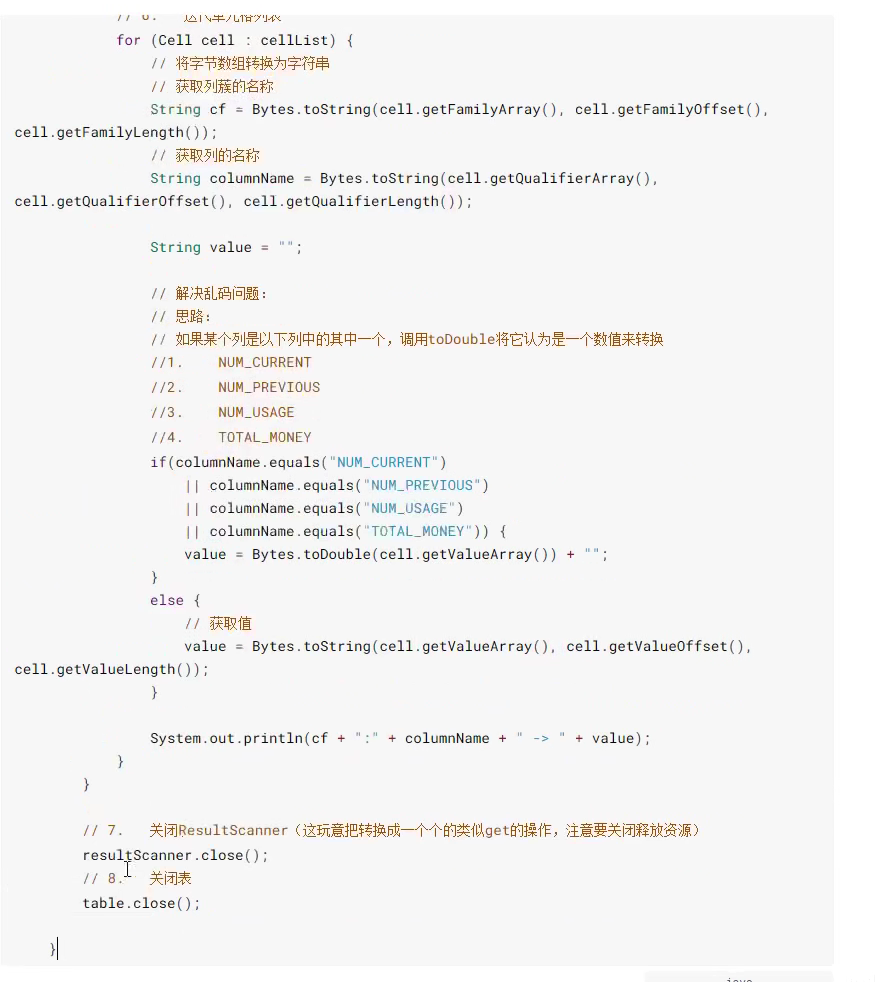 // 6. 迭代单元格列表
for (Cell cell : cellList) {
// 将字节数组转换为字符串
// 获取列蔟的名称
String cf = Bytes.toString(cell.getFamilyArray(), cell.getFamilyOffset(),
cell.getFamilyLength());
// 获取列的名称
String columnName = Bytes.toString(cell.getQualifierArray(),
cell.getQualifierOffset(), cell.getQualifierLength());
String value = "";
// 解决乱码问题：
// 思路：
// 如果某个列是以下列中的其中一个，调用toDouble将它认为是一个数值来转换
//1. NUM_CURRENT
//2. NUM_PREVIOUS
//3. NUM_USAGE
//4. TOTAL_MONEY
if(columnName.equals("NUM_CURRENT")
|| columnName.equals("NUM_PREVIOUS")
|| columnName.equals("NUM_USAGE")
|| columnName.equals("TOTAL_MONEY")) {
value = Bytes.toDouble(cell.getValueArray()) + "";
}
else {
// 获取值
value = Bytes.toString(cell.getValueArray(), cell.getValueOffset(),
cell.getValueLength());
}
System.out.println(cf + ":" + columnName + " -> " + value);
}
}
// 7. 关闭ResultScanner（这玩意把转换成一个个的类似get的操作，注意要关闭释放资源）
resultScanner.close();
// 8. 关闭表
table.close();
}
java